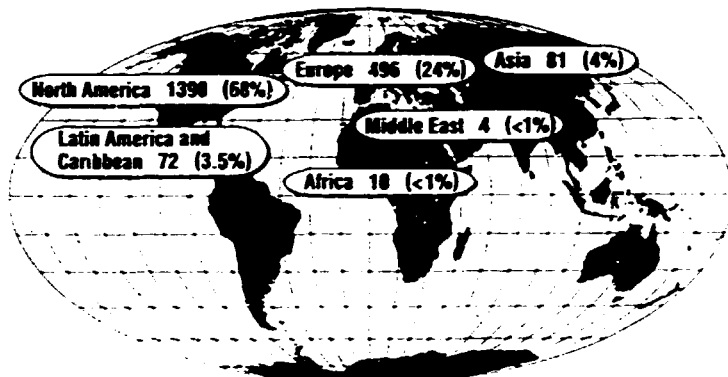 Asia 81 (4%)
Europe 496 (24%)
North America 1390 (68%)
Middle East 4 (<1%)
Latin America and
Caribbean 72 (3.5%)
Africa 10 (<1%)